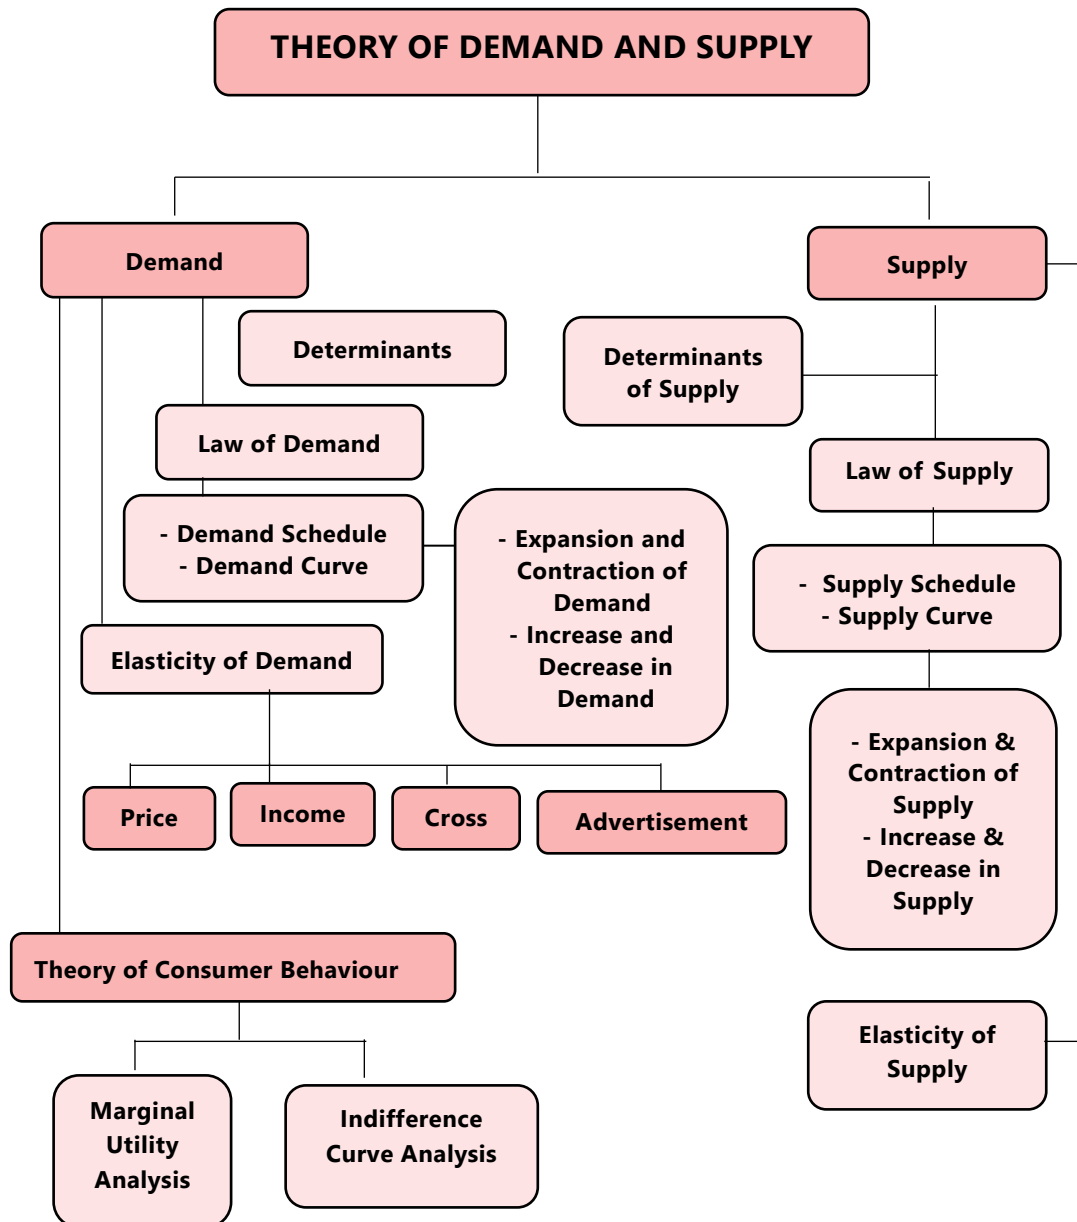 THEORY OF DEMAND AND SUPPLY
Demand
Supply
Determinants
Determinants
of Supply
Law of Demand
Law of Supply
- Demand Schedule
- Demand Curve
- Expansion and
Contraction of
Demand
- Increase and
Decrease in
Demand
- Supply Schedule
- Supply Curve
Elasticity of Demand
- Expansion &
Contraction of
Supply
- Increase &
Decrease in
Supply
Price
Income
Cross
Advertisement
Theory of Consumer Behaviour
Elasticity of
Supply
Marginal
Utility
Analysis
Indifference
Curve Analysis